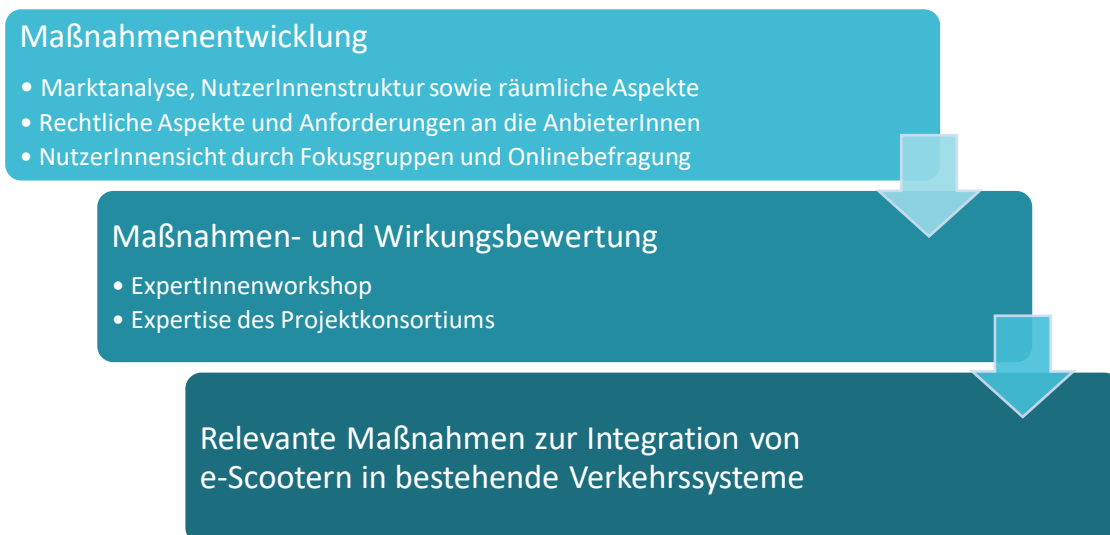 Maßnahmenentwicklung
• Marktanalyse, NutzerInnenstruktur sowie räumliche Aspekte
• Rechtliche Aspekte und Anforderungen an die AnbieterInnen
• NutzerInnensicht durch Fokusgruppen und Onlinebefragung
Maßnahmen- und Wirkungsbewertung
• ExpertInnenworkshop
• Expertise des Projektkonsortiums
Relevante Maßnahmen zur Integration von
e-Scootern in bestehende Verkehrssysteme